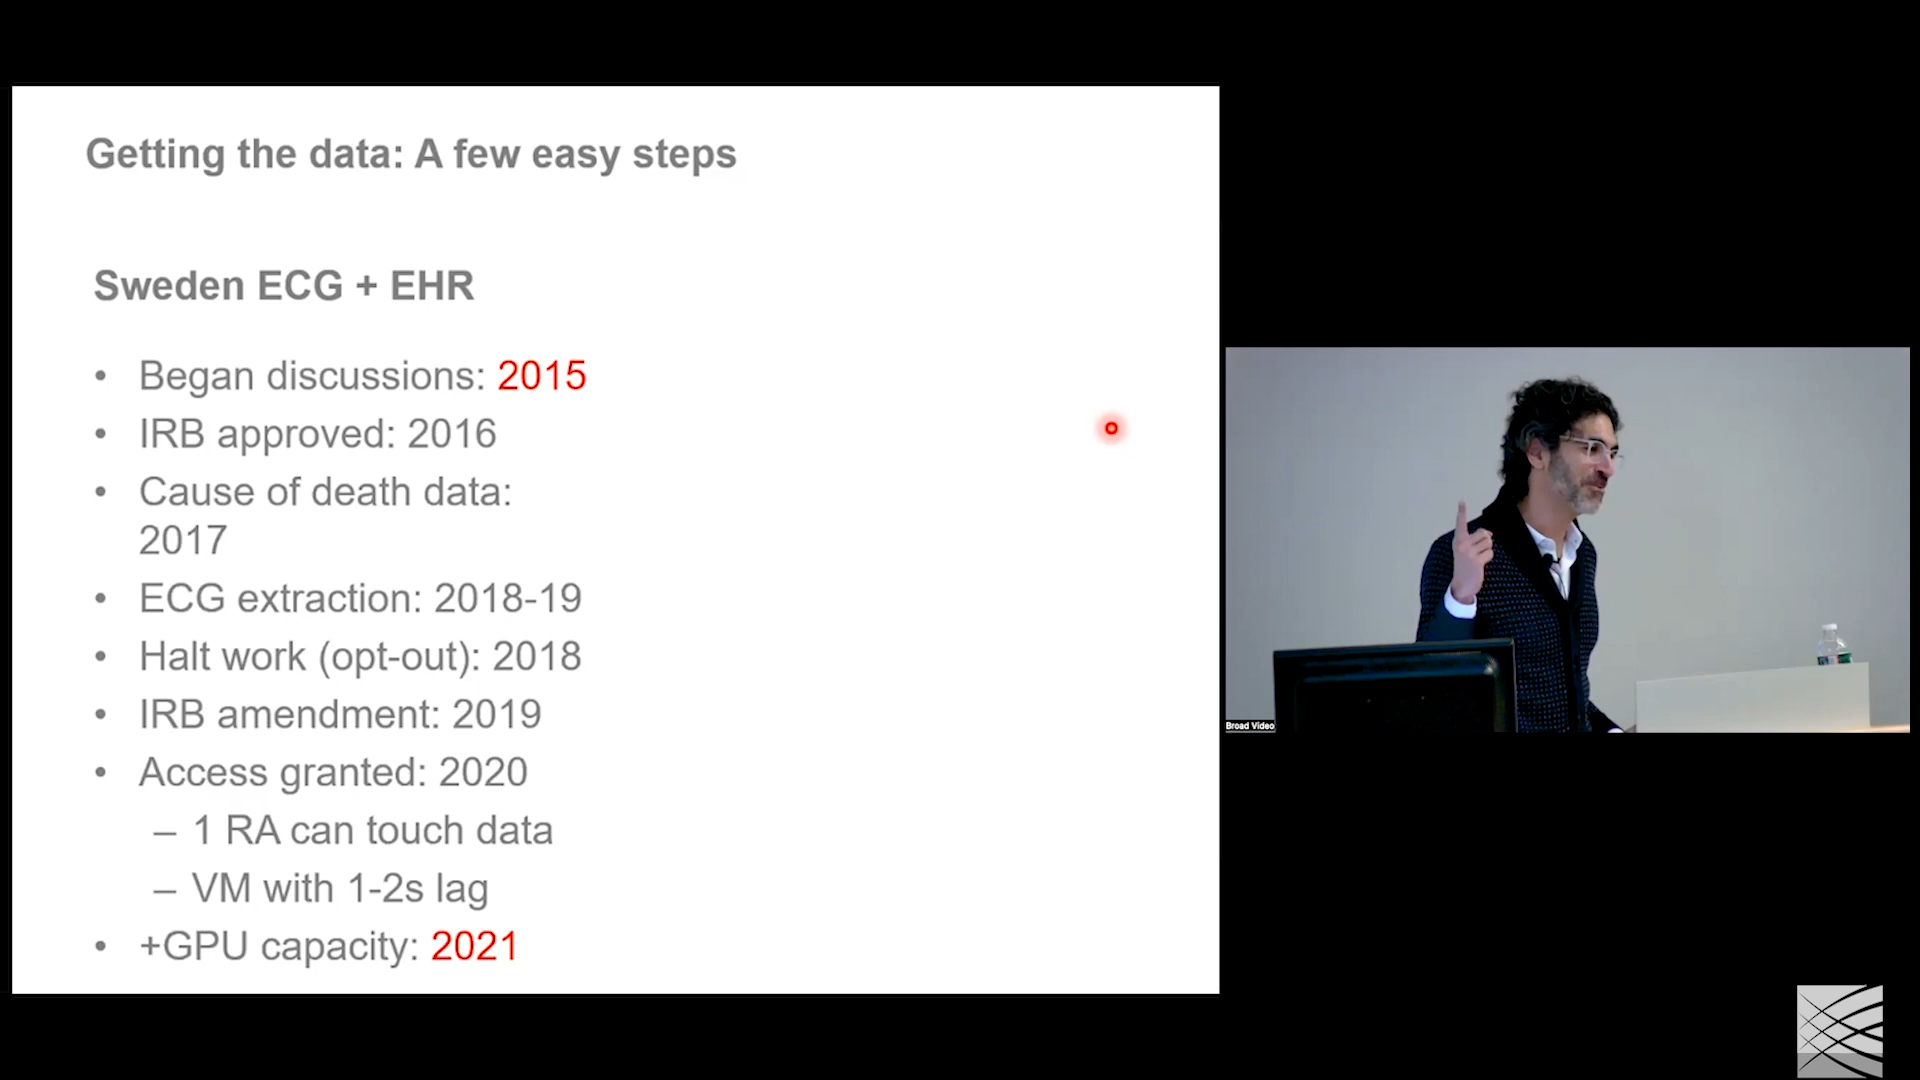 Getting the data: A few easy steps
Sweden ECG + EHR
• Began discussions: 2015
• IRB approved: 2016
• Cause of death data:
2017
• ECG extraction: 2018-19
• Halt work (opt-out): 2018
• IRB amendment: 2019
• Access granted: 2020
– 1 RA can touch data
– VM with 1-2s lag
• +GPU capacity: 2021
Broad Video